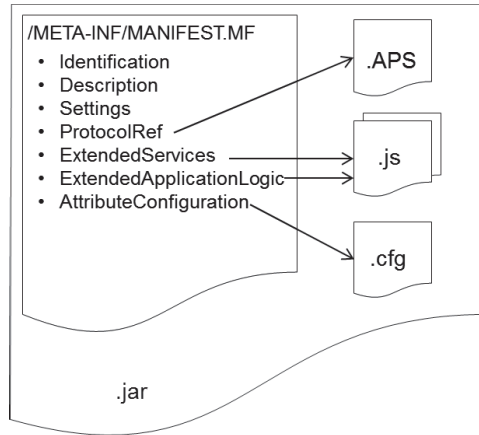 /META-INF/MANIFEST.MF
• Identification
• Description
• Settings
• ProtocolRef
• ExtendedServices
• ExtendedApplicationLogic
• AttributeConfiguration
.APS
.js
.cfg
.jar